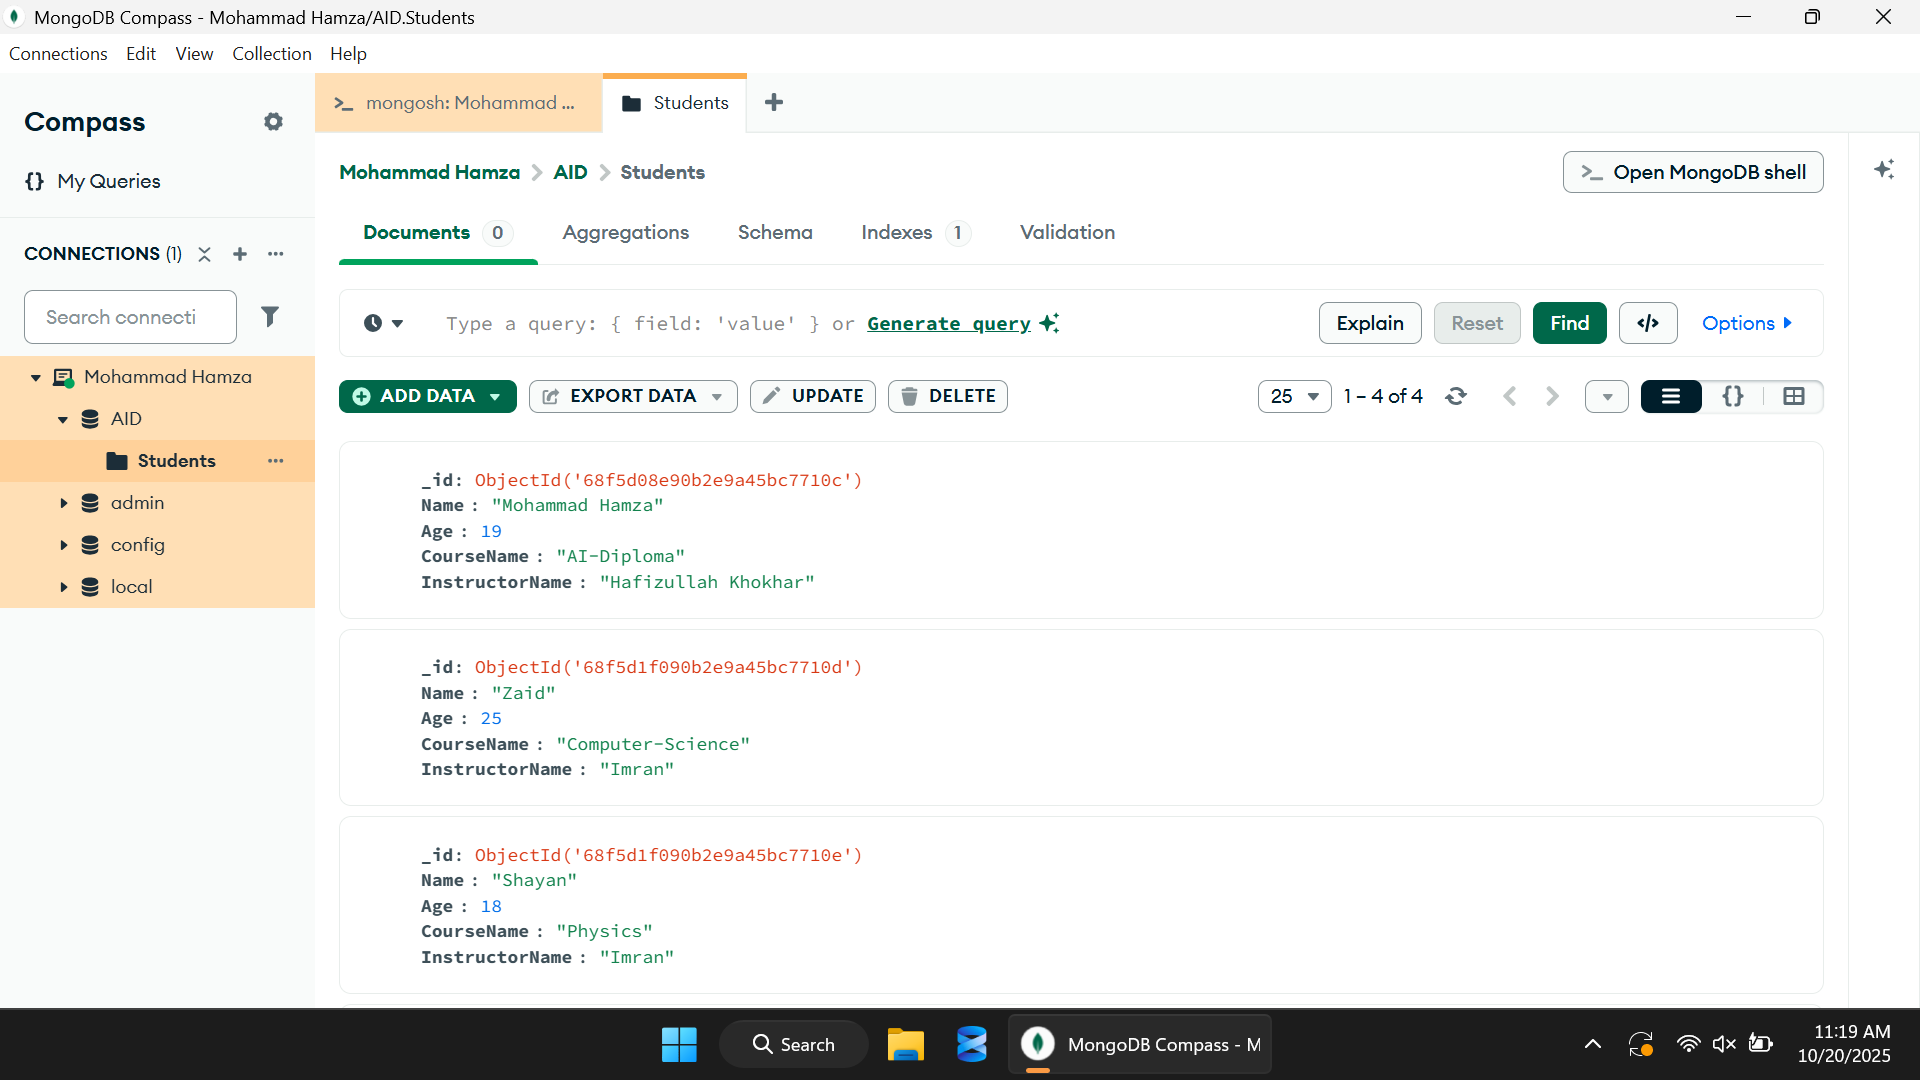 MongoDB Compass - Mohammad Hamza/AID.Students
Connections Edit View Collection Help
Compass
My Queries
CONNECTIONS (1)
Search connecti
Mohammad Hamza
AID
Students
admin
config
local
mongosh: Mohammad ...
Students
Mohammad Hamza > AID > Students
>_ Open MongoDB shell
Documents 0 Aggregations Schema Indexes 1 Validation
Type a query: { field: 'value' } or Generate query
Explain Reset Find </> Options
ADD DATA EXPORT DATA UPDATE DELETE
25 1 – 4 of 4
_id: ObjectId('68f5d08e90b2e9a45bc7710c')
Name : "Mohammad Hamza"
Age : 19
CourseName : "AI-Diploma"
InstructorName : "Hafizullah Khokhar"
_id: ObjectId('68f5d1f090b2e9a45bc7710d')
Name : "Zaid"
Age : 25
CourseName : "Computer-Science"
InstructorName : "Imran"
_id: ObjectId('68f5d1f090b2e9a45bc7710e')
Name : "Shayan"
Age : 18
CourseName : "Physics"
InstructorName : "Imran"
Search
MongoDB Compass - M
11:19 AM
10/20/2025